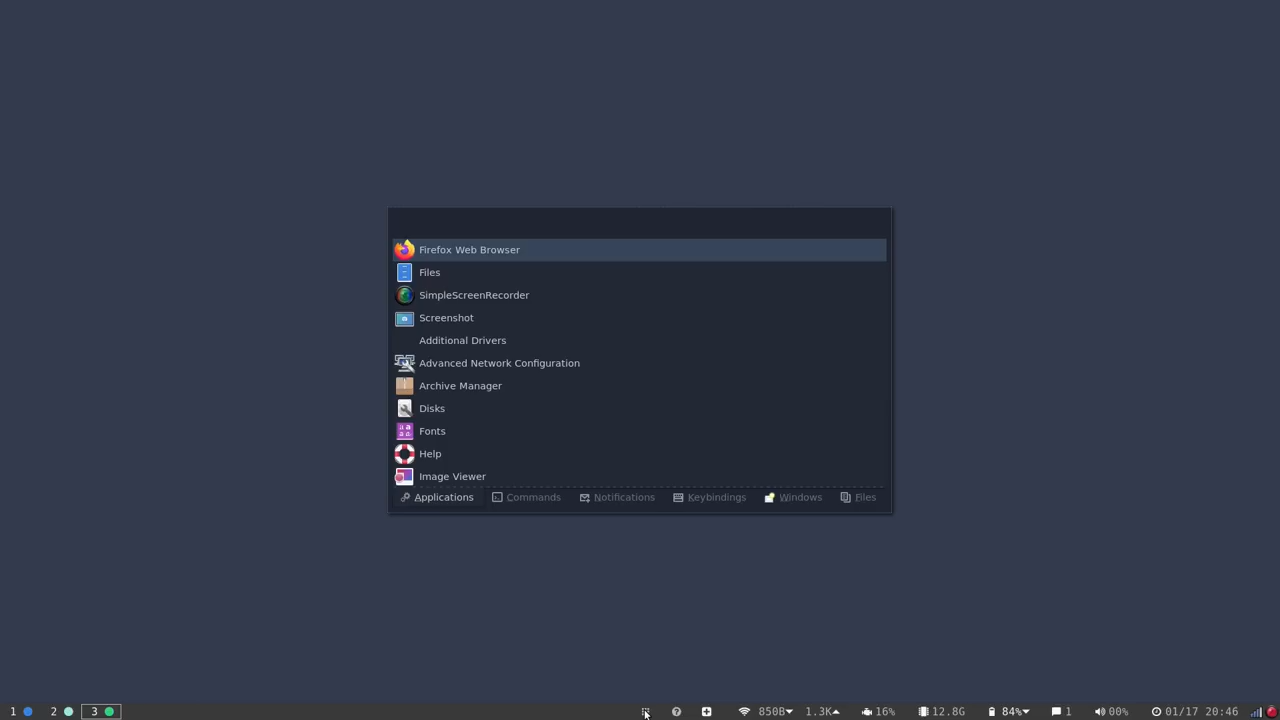 Firefox Web Browser
Files
SimpleScreenRecorder
Screenshot
Additional Drivers
Advanced Network Configuration
Archive Manager
Disks
Fonts
Help
Image Viewer
Applications Commands Notifications Keybindings Windows Files
1 2 3 850B 1.3K 16% 12.8G 84% 1 00% 01/17 20:46